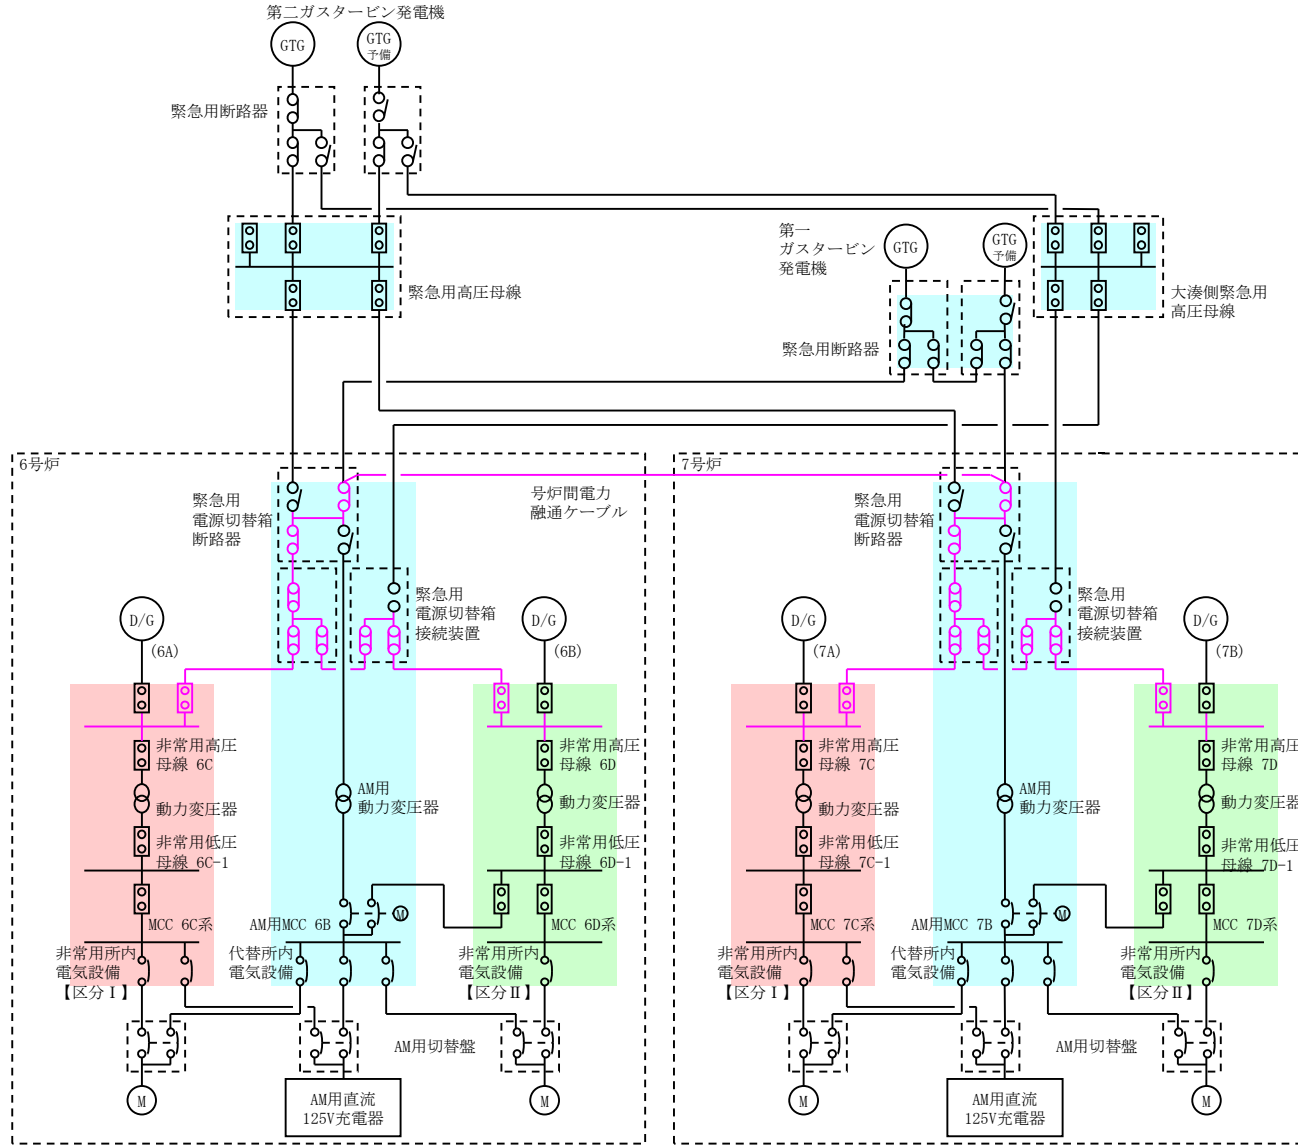 第二ガスタービン発電機
GTG
GTG
予備
緊急用断路器
緊急用高圧母線
第一
ガスタービン
発電機
GTG
GTG
予備
緊急用断路器
大湊側緊急用
高圧母線
6号炉
緊急用
電源切替箱
断路器
号炉間電力
融通ケーブル
緊急用
電源切替箱
接続装置
D/G
(6A)
D/G
(6B)
非常用高圧
母線 6C
動力変圧器
非常用低圧
母線 6C-1
MCC 6C系
非常用所内
電気設備
【区分Ⅰ】
AM用
動力変圧器
AM用MCC 6B
M
代替所内
電気設備
非常用高圧
母線 6D
動力変圧器
非常用低圧
母線 6D-1
MCC 6D系
非常用所内
電気設備
【区分Ⅱ】
AM用切替盤
M
AM用直流
125V充電器
M
7号炉
緊急用
電源切替箱
断路器
緊急用
電源切替箱
接続装置
D/G
(7A)
D/G
(7B)
非常用高圧
母線 7C
動力変圧器
非常用低圧
母線 7C-1
MCC 7C系
非常用所内
電気設備
【区分Ⅰ】
AM用
動力変圧器
AM用MCC 7B
M
代替所内
電気設備
非常用高圧
母線 7D
動力変圧器
非常用低圧
母線 7D-1
MCC 7D系
非常用所内
電気設備
【区分Ⅱ】
AM用切替盤
M
AM用直流
125V充電器
M